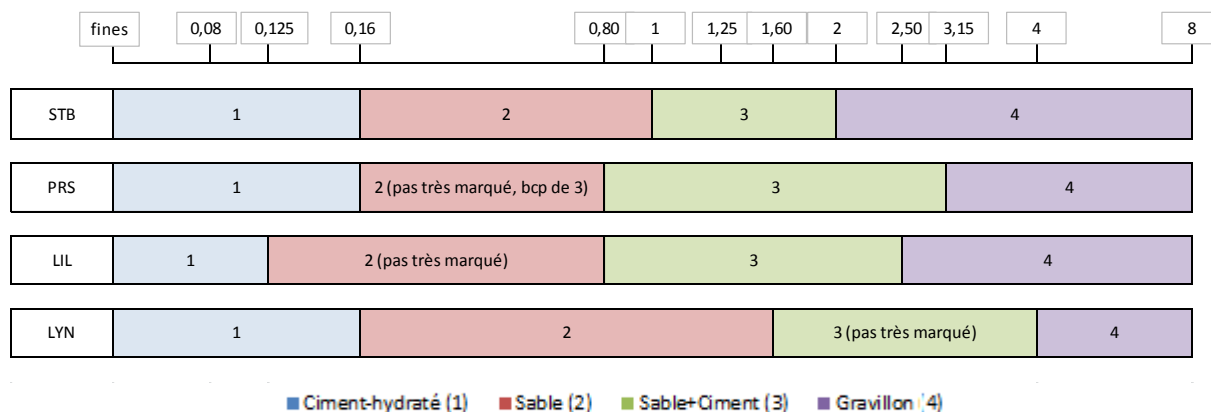 fines 0,08 0,125 0,16 0,80 1 1,25 1,60 2 2,50 3,15 4 8
STB 1 2 3 4
PRS 1 2 (pas très marqué, bcp de 3) 3 4
LIL 1 2 (pas très marqué) 3 4
LYN 1 2 3 (pas très marqué) 4
Ciment-hydraté (1) Sable (2) Sable+Ciment (3) Gravillon (4)